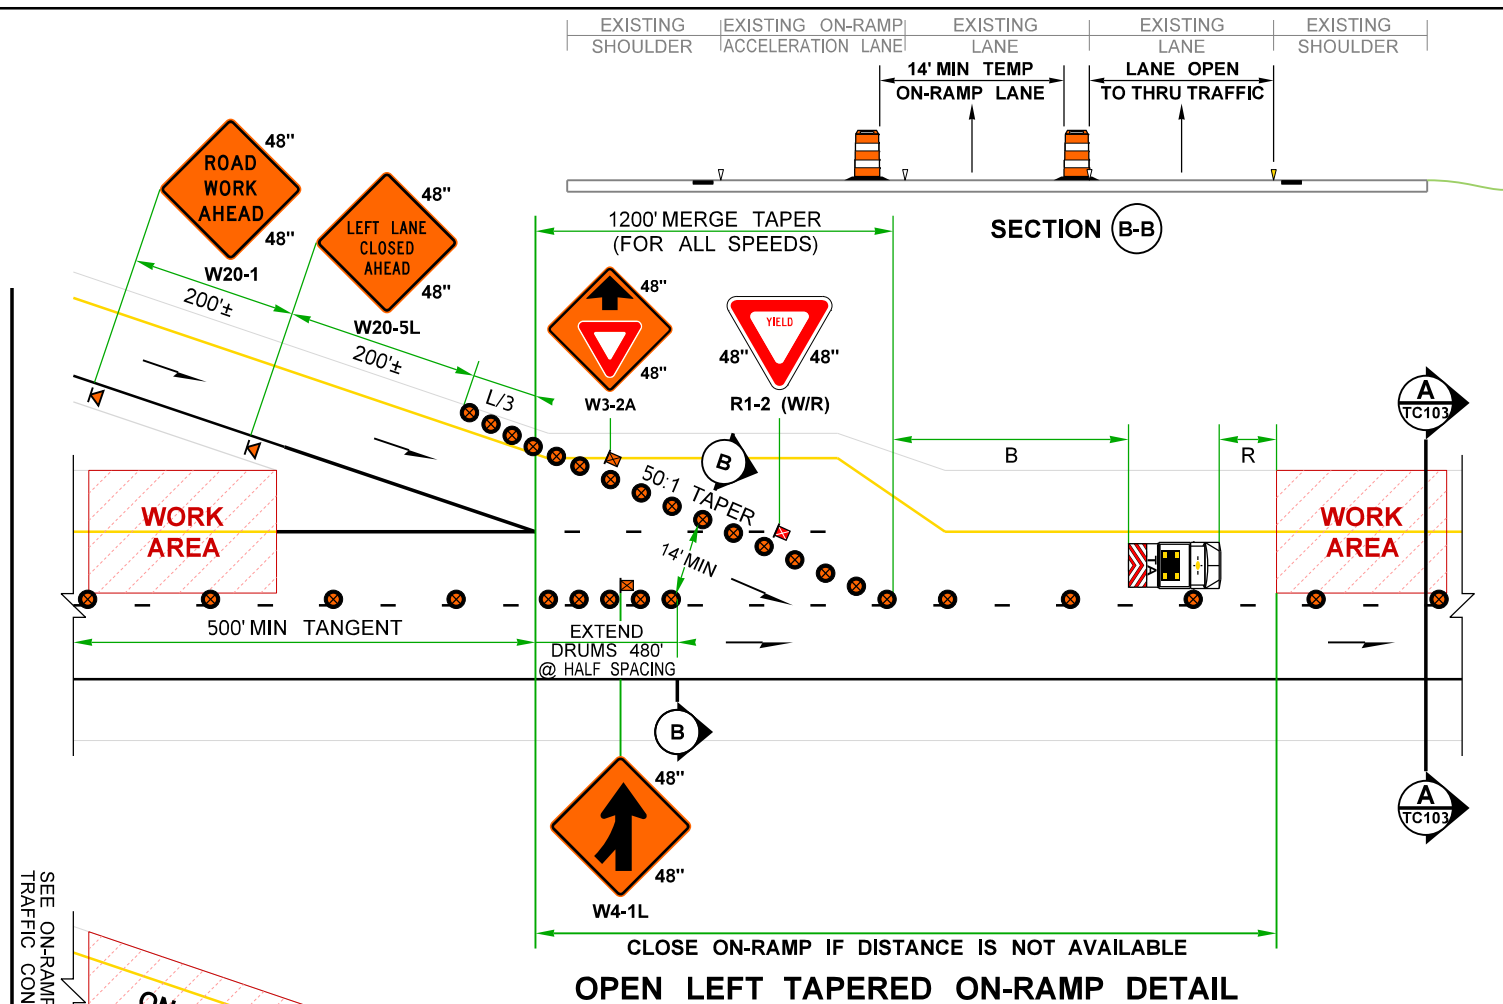 EXISTING
SHOULDER
EXISTING ON-RAMP
ACCELERATION LANE
EXISTING
LANE
EXISTING
LANE
EXISTING
SHOULDER
14' MIN TEMP
ON-RAMP LANE
LANE OPEN
TO THRU TRAFFIC
SECTION B-B
ROAD
WORK
AHEAD
48"
48"
W20-1
LEFT LANE
CLOSED
AHEAD
48"
48"
W20-5L
200'±
200'±
L/3
1200' MERGE TAPER
(FOR ALL SPEEDS)
48"
48"
W3-2A
YIELD
48" 48"
R1-2 (W/R)
B
50:1 TAPER
14' MIN
B
R
A
TC103
WORK
AREA
WORK
AREA
500' MIN TANGENT
EXTEND
DRUMS 480'
@ HALF SPACING
B
48"
48"
W4-1L
A
TC103
CLOSE ON-RAMP IF DISTANCE IS NOT AVAILABLE
OPEN LEFT TAPERED ON-RAMP DETAIL
SEE ON-RAMP
TRAFFIC CON
ON